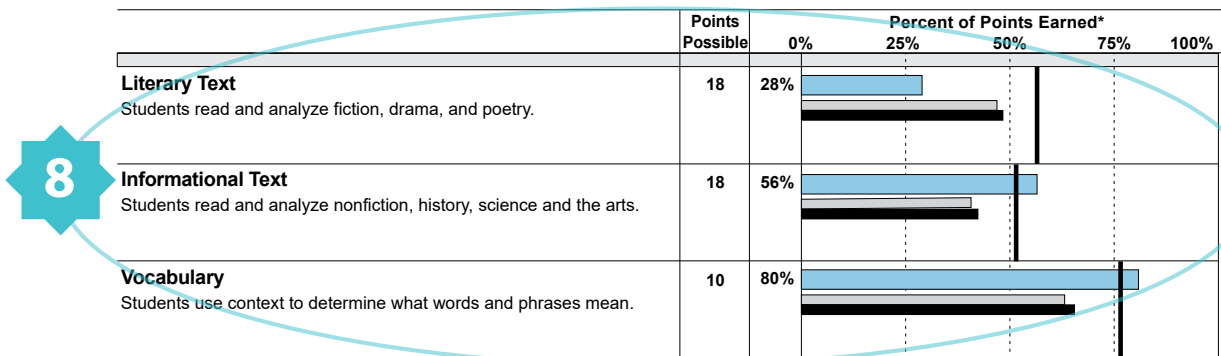 Points Possible
Percent of Points Earned*
0% 25% 50% 75% 100%
Literary Text 18 28%
Students read and analyze fiction, drama, and poetry.
8
Informational Text 18 56%
Students read and analyze nonfiction, history, science and the arts.
Vocabulary 10 80%
Students use context to determine what words and phrases mean.